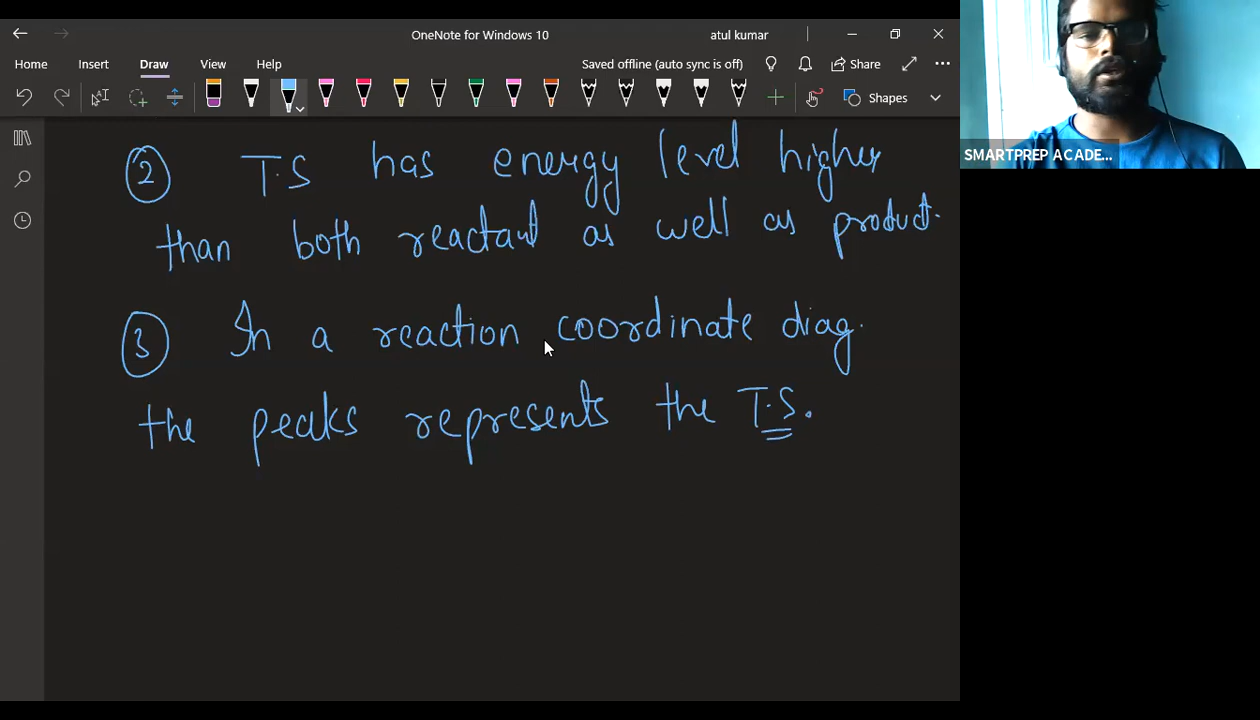 OneNote for Windows 10
atul kumar
Home Insert Draw View Help
Saved offline (auto sync is off)
Share
Shapes
SMARTPREP ACADE...
2 T.S has energy level higher
than both reactant as well as product.
3 In a reaction coordinate diag.
the peaks represents the T.S.